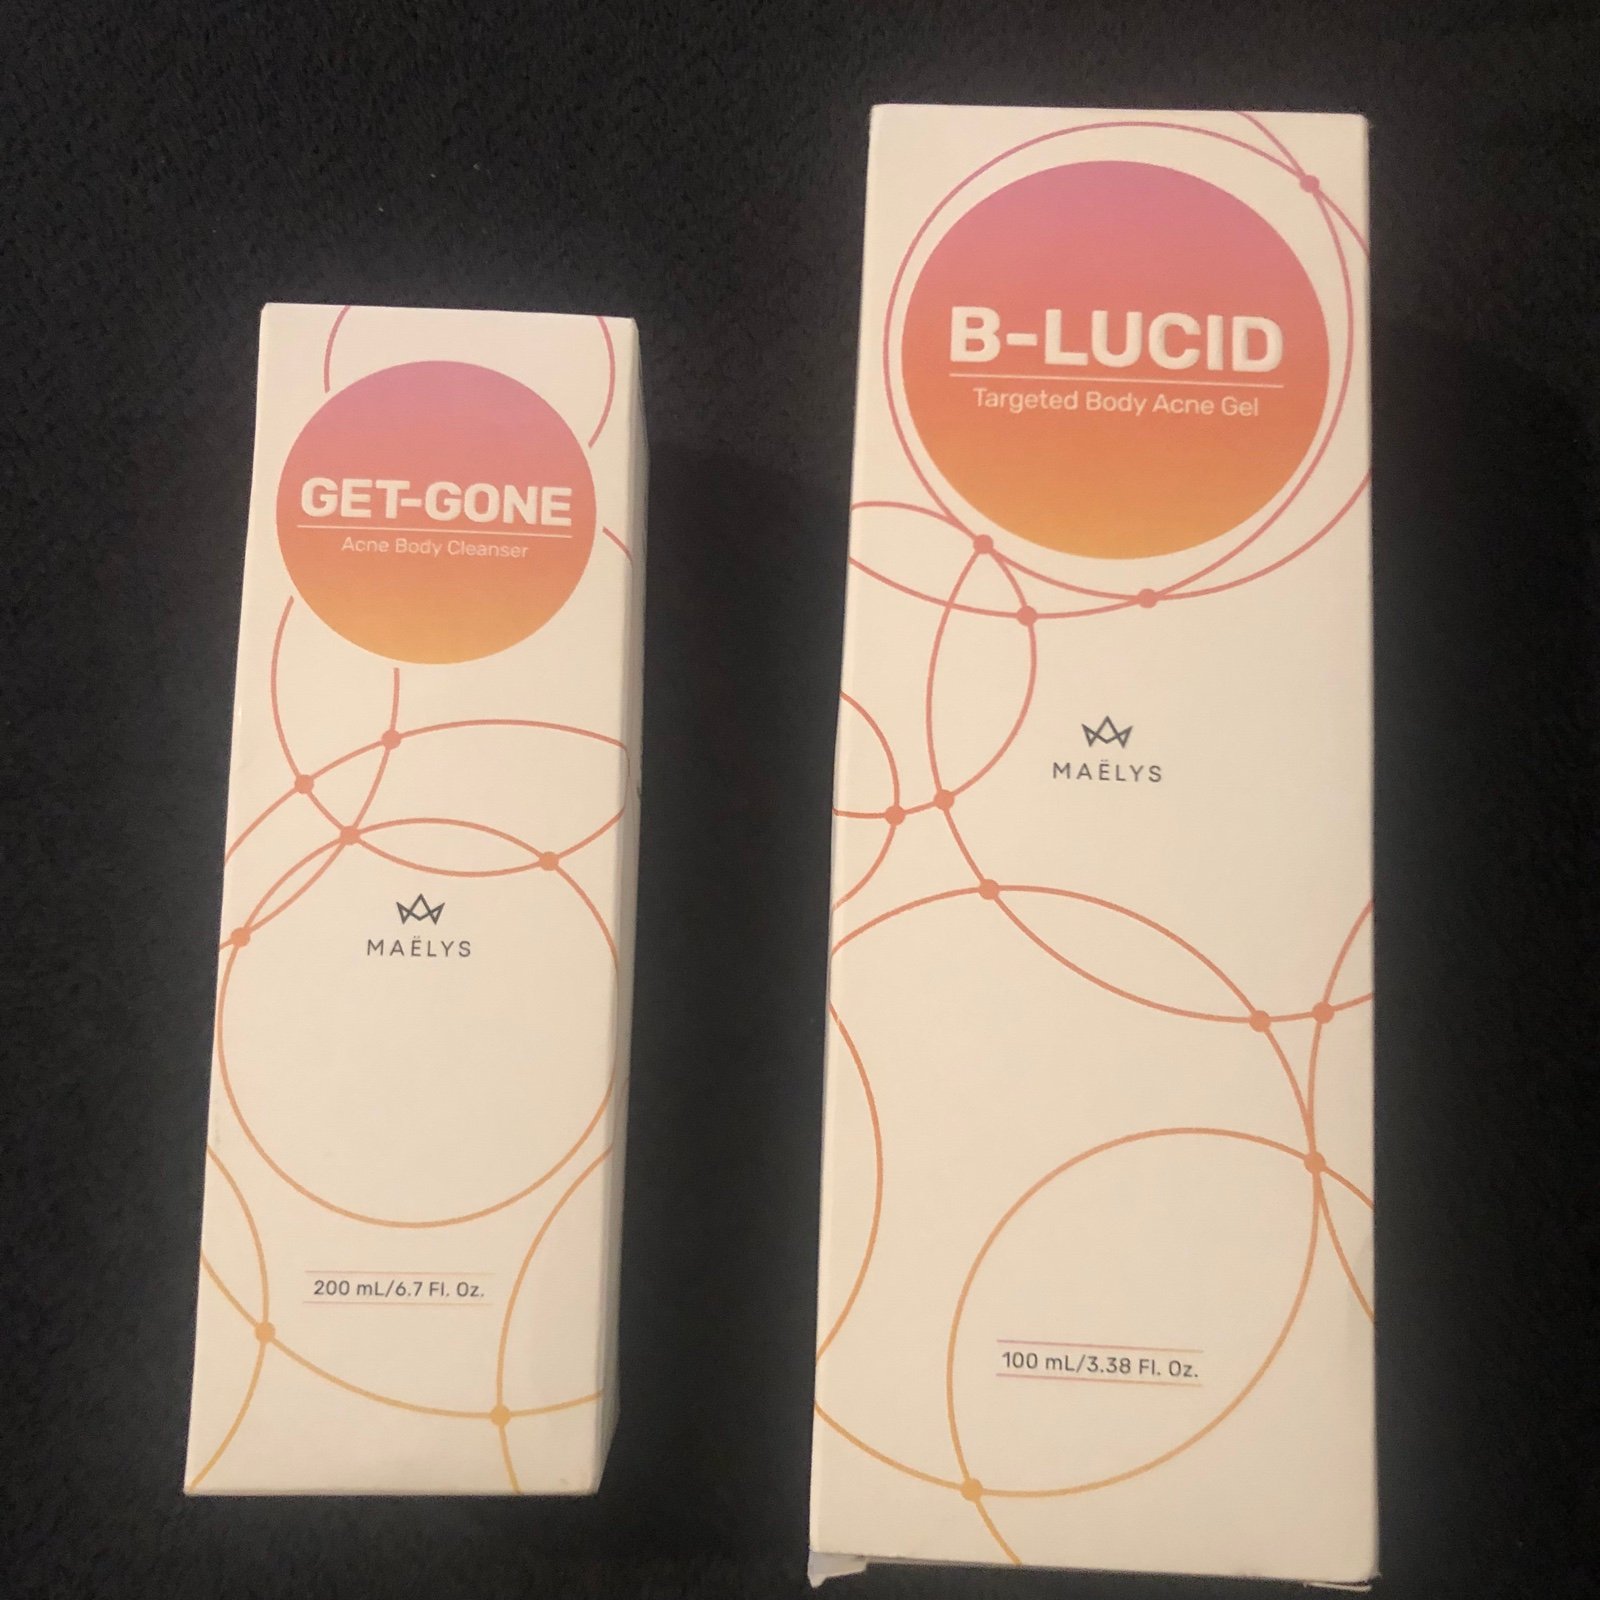 GET-GONE
Acne Body Cleanser
MAËLYS
200 mL/6.7 Fl. Oz.
B-LUCID
Targeted Body Acne Gel
MAËLYS
100 mL/3.38 Fl. Oz.